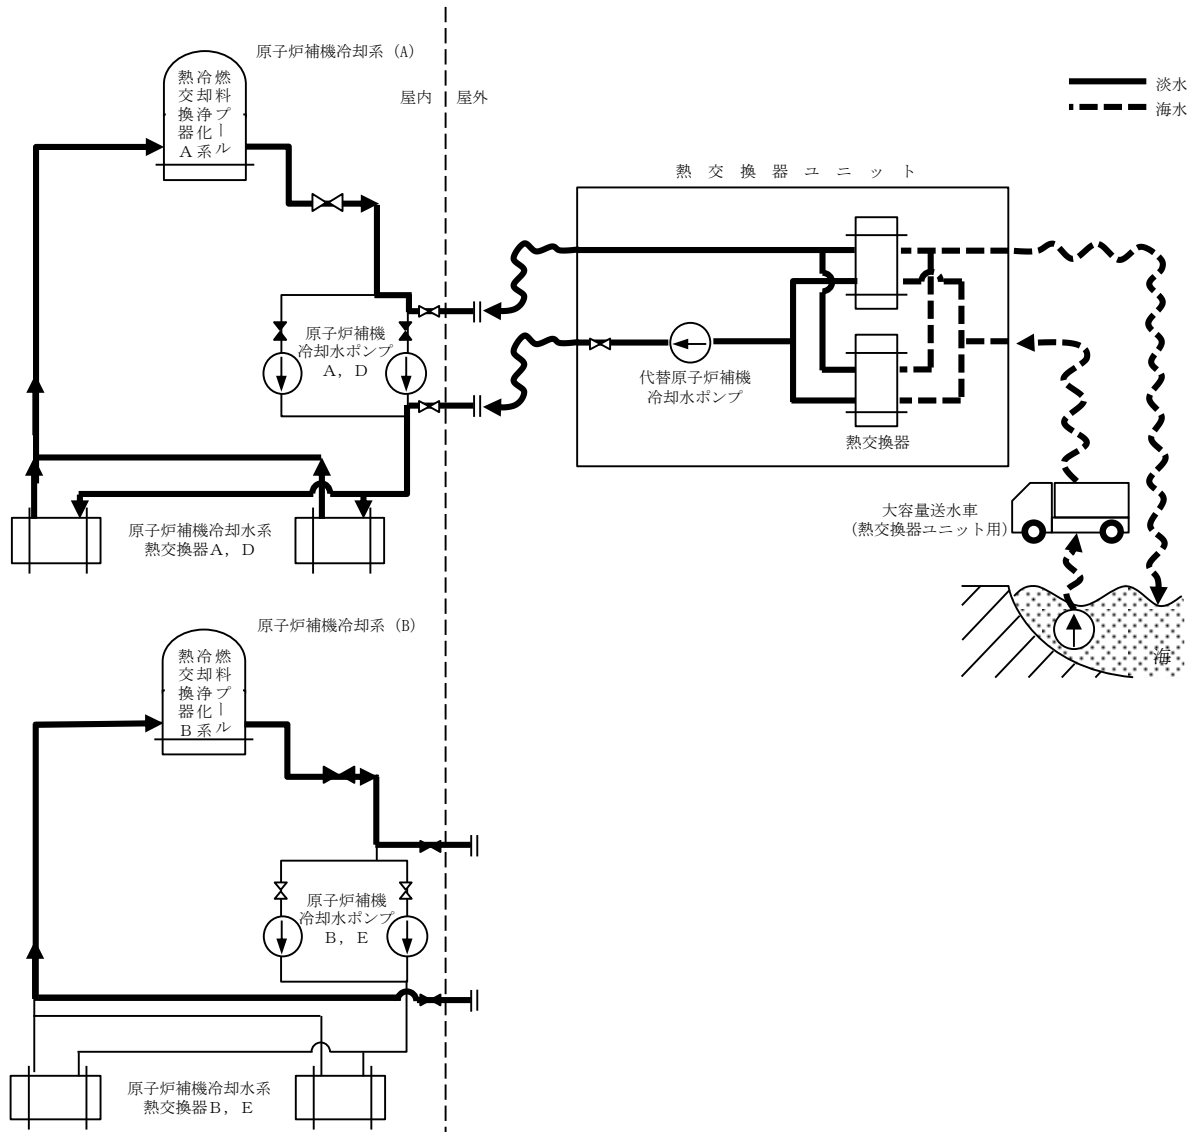 原子炉補機冷却系 (A)
屋内
屋外
淡水
海水
燃料プール
冷却浄化系
熱交換器A
熱交換器ユニット
原子炉補機
冷却水ポンプ
A，D
代替原子炉補機
冷却水ポンプ
熱交換器
大容量送水車
(熱交換器ユニット用)
原子炉補機冷却水系
熱交換器A，D
海
原子炉補機冷却系 (B)
燃料プール
冷却浄化系
熱交換器B
原子炉補機
冷却水ポンプ
B，E
原子炉補機冷却水系
熱交換器B，E